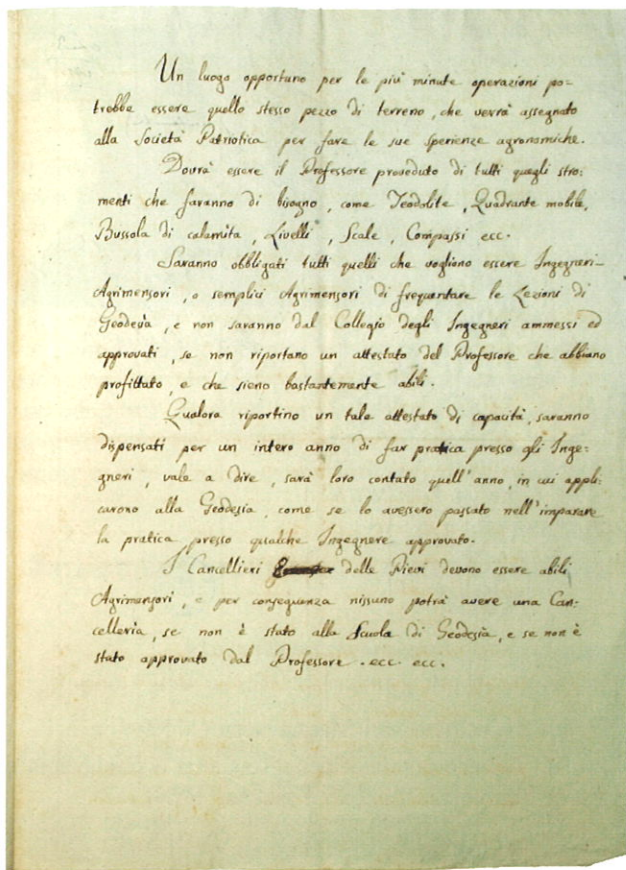 Un luogo opportuno per le più minute operazioni po-
trebbe essere quello stesso pezzo di terreno, che verrà assegnato
alla Società Patriotica per fare le sue sperienze agronomiche.
Dovrà essere il Professore proveduto di tutti quegli stro:
menti che saranno di bisogno, come Teodolite, Quadrante mobile,
Bussola di calamita, Livelli, Scale, Compassi ecc.
Saranno obbligati tutti quelli che vogliono essere Ingegneri-
Agrimensori, o semplici Agrimensori di frequentare le Lezioni di
Geodesìa, e non saranno dal Collegio degli Ingegneri ammessi ed
approvati, se non riportano un attestato del Professore che abbiano
profittato, e che sieno bastantemente abili.
Qualora riportino un tale attestato di capacità, saranno
dispensati per un intero anno di far pratica presso gli Inge:
gneri, vale a dire, sarà loro contato quell'anno, in cui appli:
carono alla Geodesìa, come se lo avessero passato nell'imparare
la pratica presso qualche Ingegnere approvato.
I Cancellieri delle Pievi devono essere abili
Agrimensori, e per conseguenza nissuno potrà avere una Can:
cellerìa, se non è stato alla Scuola di Geodesìa, e se non è
stato approvato dal Professore. ecc. ecc.